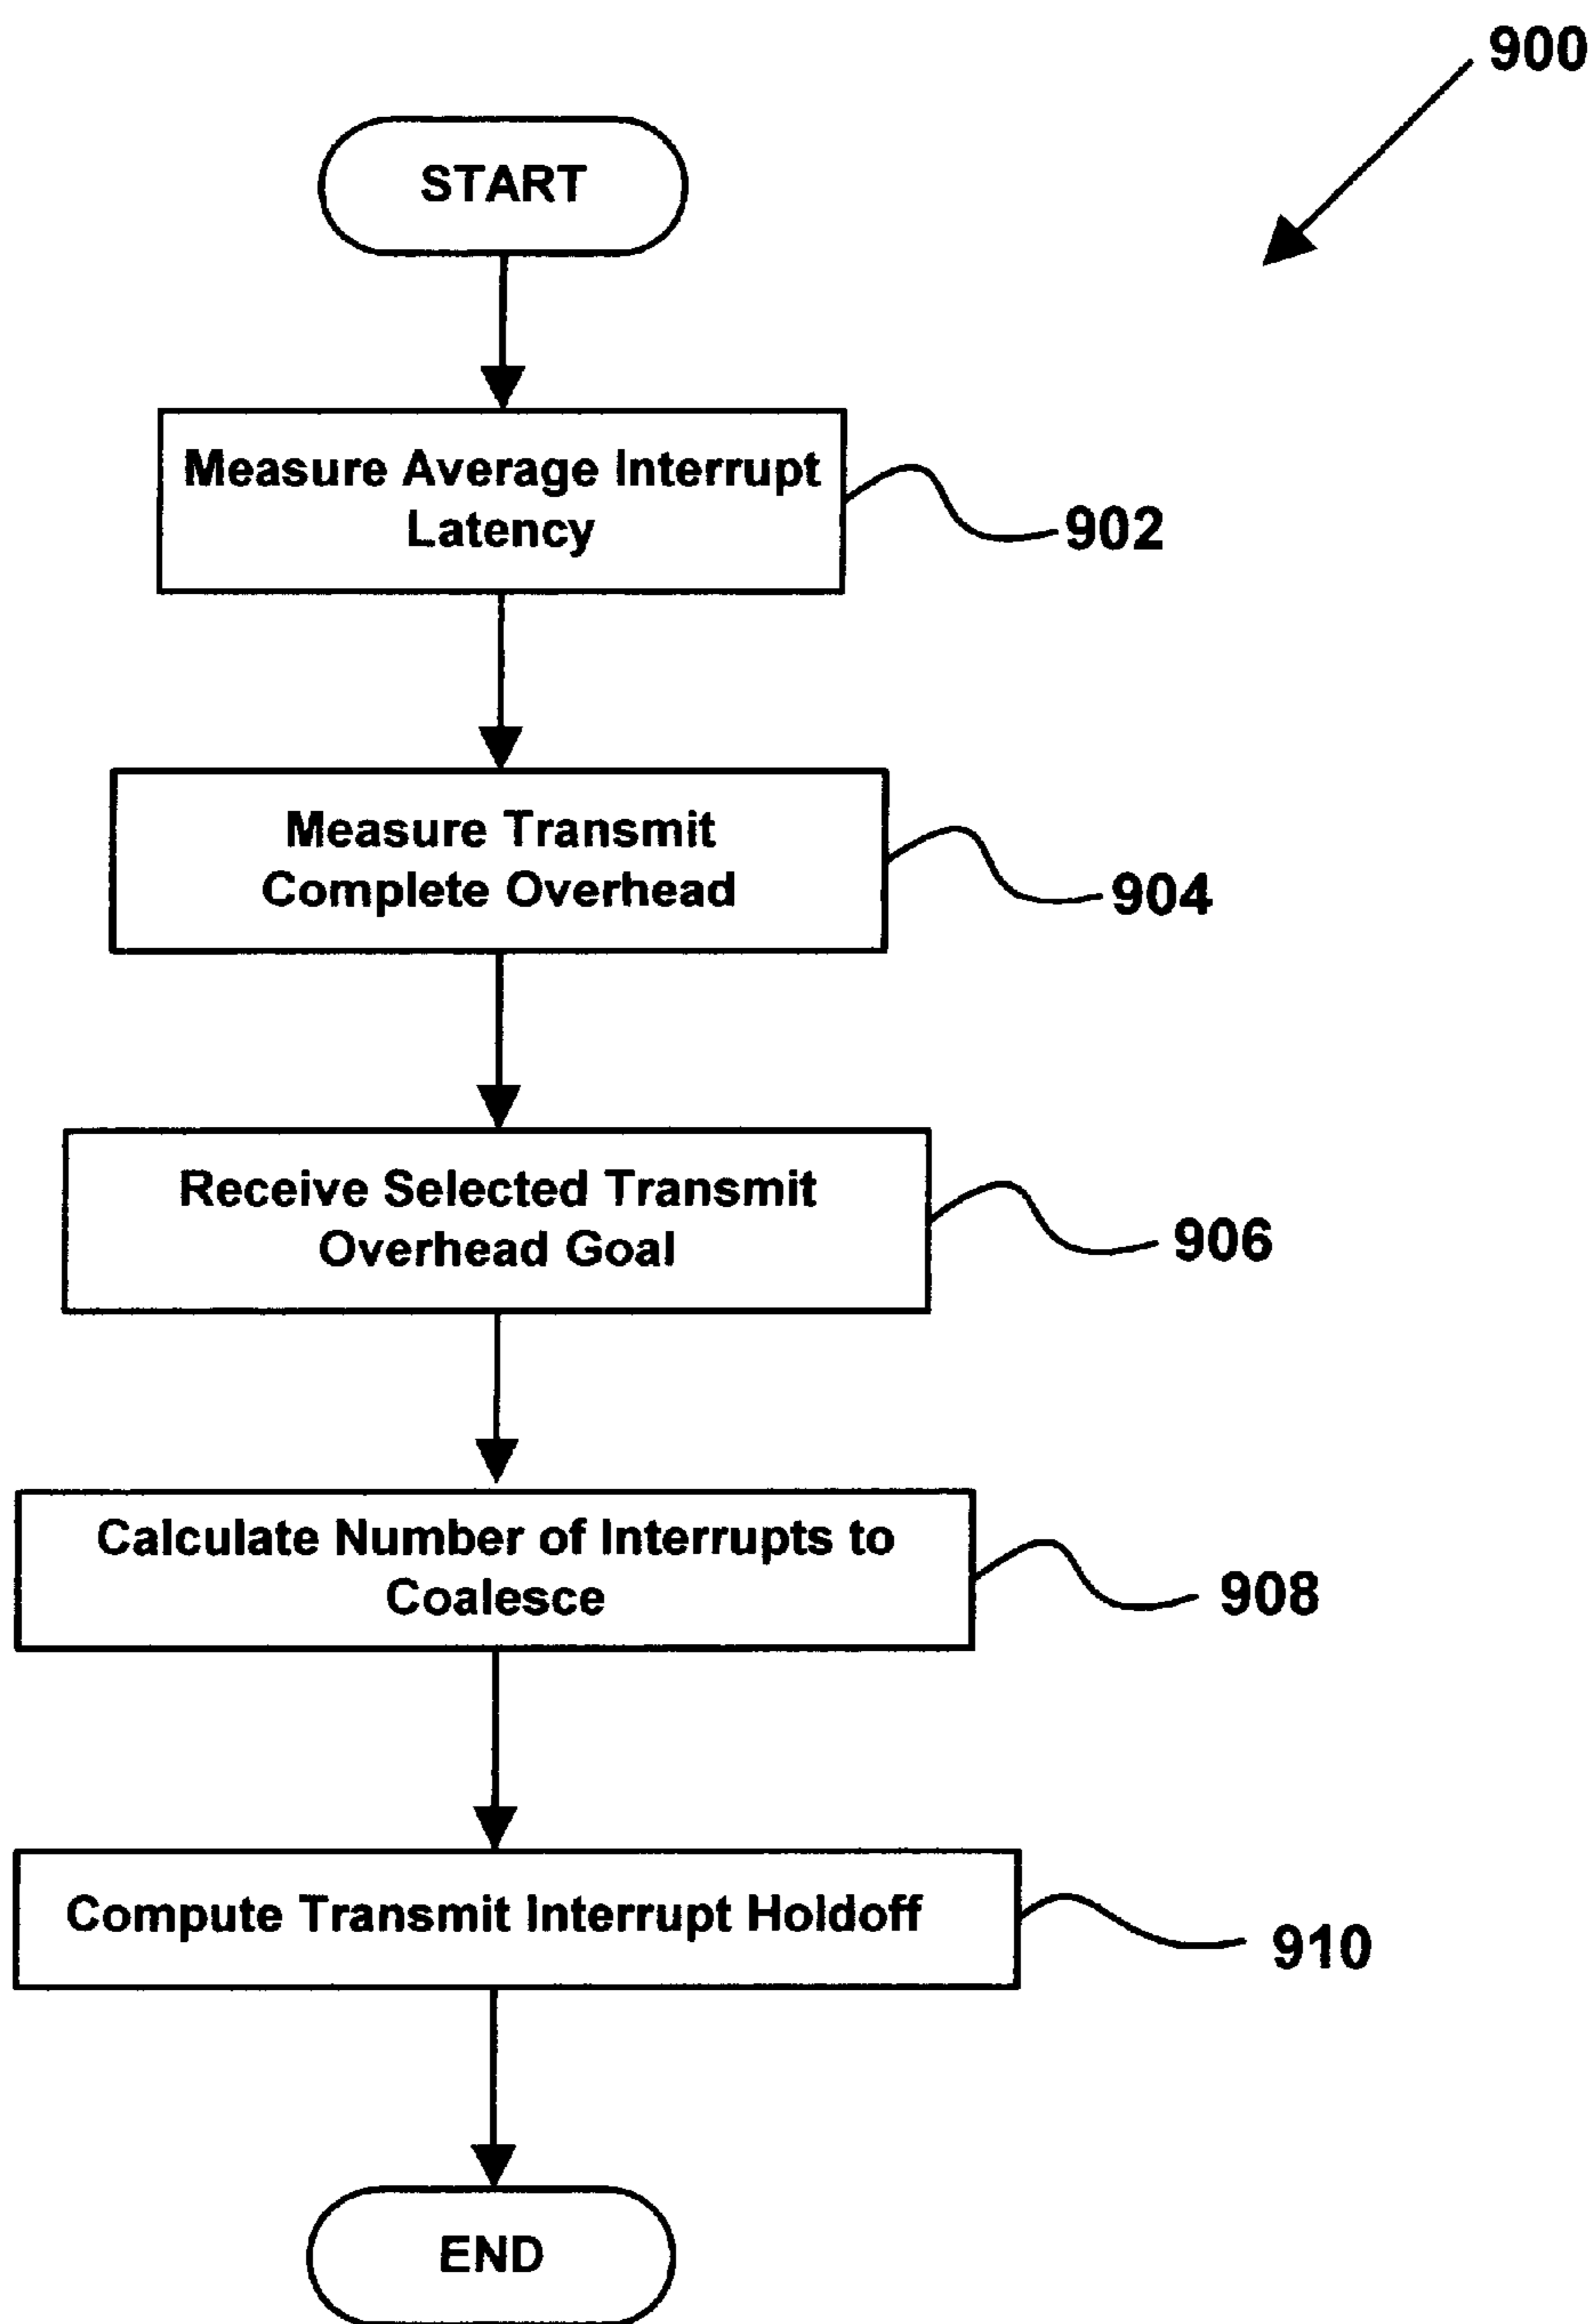 900
START
Measure Average Interrupt
Latency
902
Measure Transmit
Complete Overhead
904
Receive Selected Transmit
Overhead Goal
906
Calculate Number of Interrupts to
Coalesce
908
Compute Transmit Interrupt Holdoff
910
END